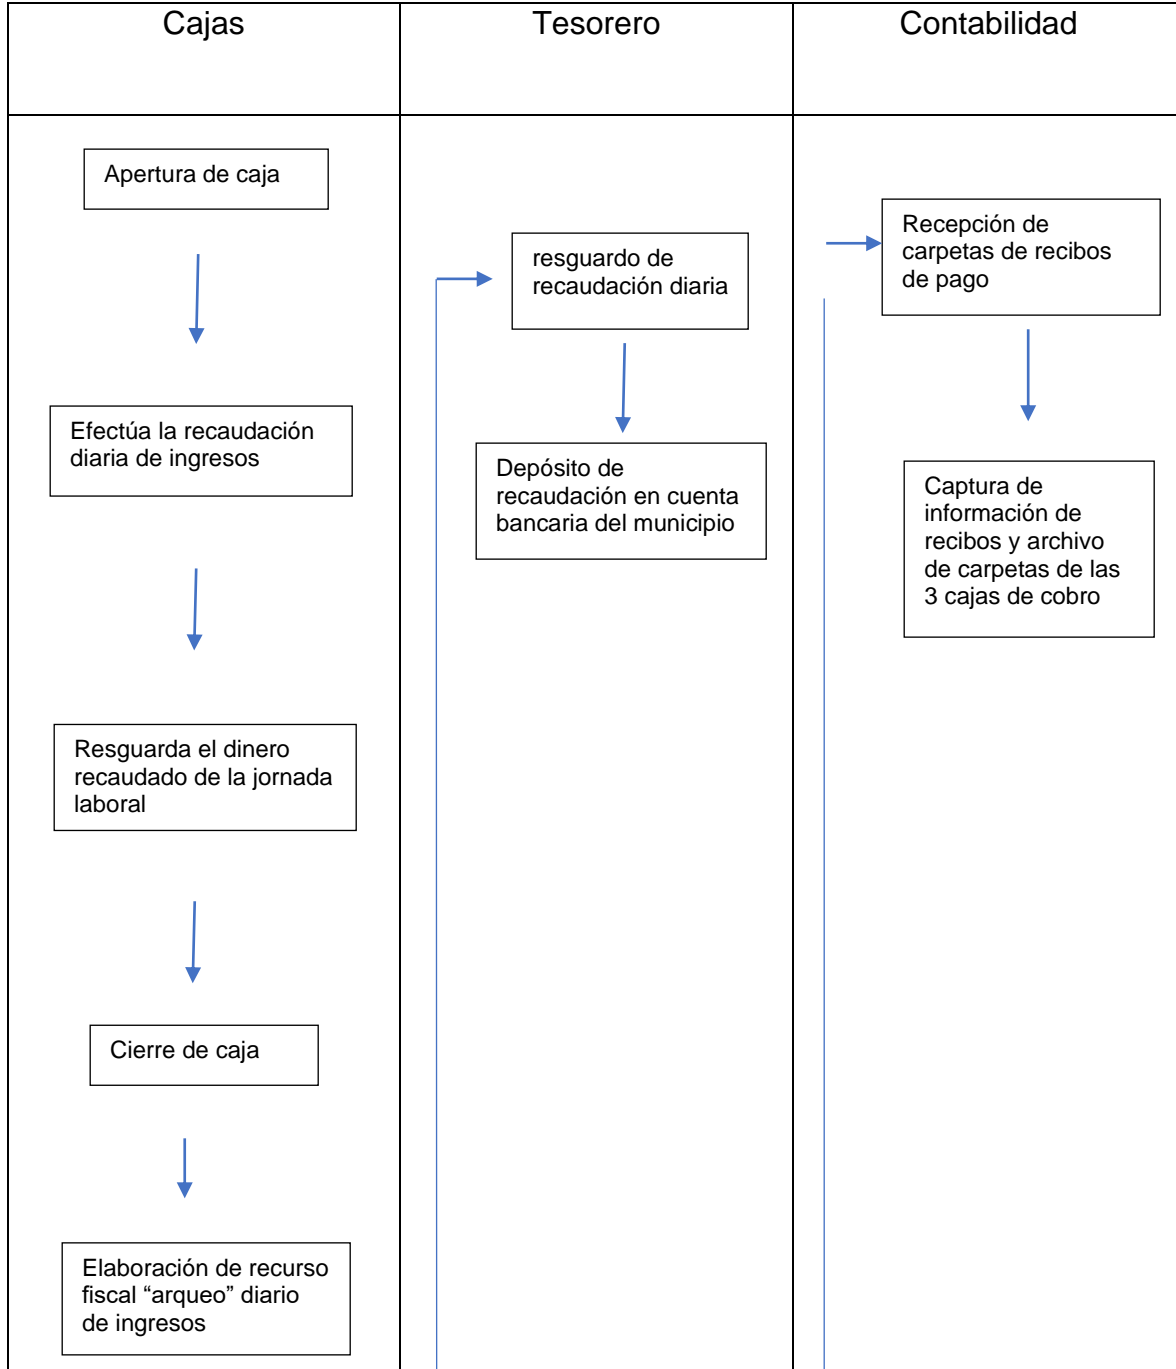 Cajas
Tesorero
Contabilidad
Apertura de caja
Efectúa la recaudación
diaria de ingresos
Resguarda el dinero
recaudado de la jornada
laboral
Cierre de caja
Elaboración de recurso
fiscal “arqueo” diario
de ingresos
resguardo de
recaudación diaria
Depósito de
recaudación en cuenta
bancaria del municipio
Recepción de
carpetas de recibos
de pago
Captura de
información de
recibos y archivo
de carpetas de las
3 cajas de cobro